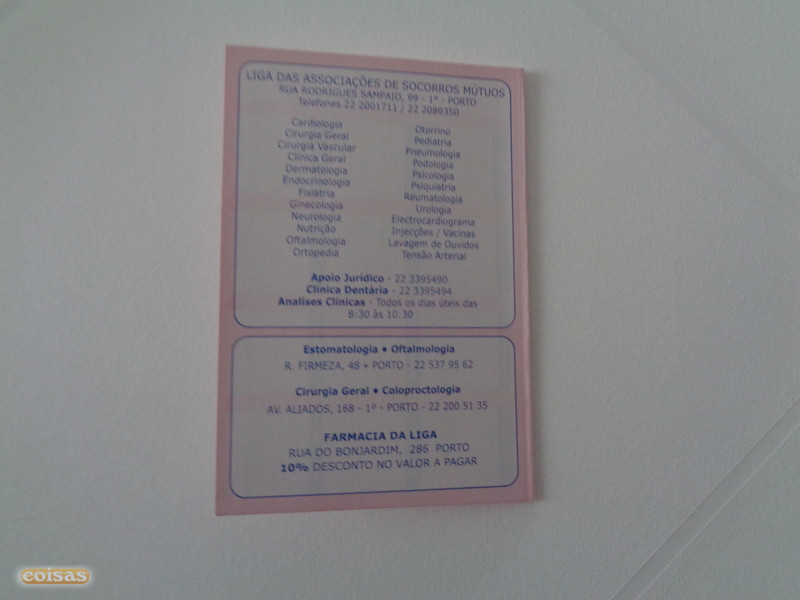 LIGA DAS ASSOCIAÇÕES DE SOCORROS MÚTUOS
RUA RODRIGUES SAMPAIO, 99 - 1º - PORTO
Telefones 22 2001711 / 22 2089350
Cardiologia
Cirurgia Geral
Cirurgia Vascular
Clínica Geral
Dermatologia
Endocrinologia
Fisiatria
Ginecologia
Neurologia
Nutrição
Oftalmologia
Ortopedia
Otorrino
Pediatria
Pneumologia
Podologia
Psicologia
Psiquiatria
Reumatologia
Urologia
Electrocardiograma
Injecções / Vacinas
Lavagem de Ouvidos
Tensão Arterial
Apoio Jurídico - 22 3395490
Clínica Dentária - 22 3395494
Analises Clínicas - Todos os dias úteis das
8:30 às 10:30
Estomatologia • Oftalmologia
R. FIRMEZA, 48 • PORTO - 22 537 95 62
Cirurgia Geral • Coloproctologia
AV. ALIADOS, 168 - 1º - PORTO - 22 200 51 35
FARMACIA DA LIGA
RUA DO BONJARDIM, 286 PORTO
10% DESCONTO NO VALOR A PAGAR
coisas